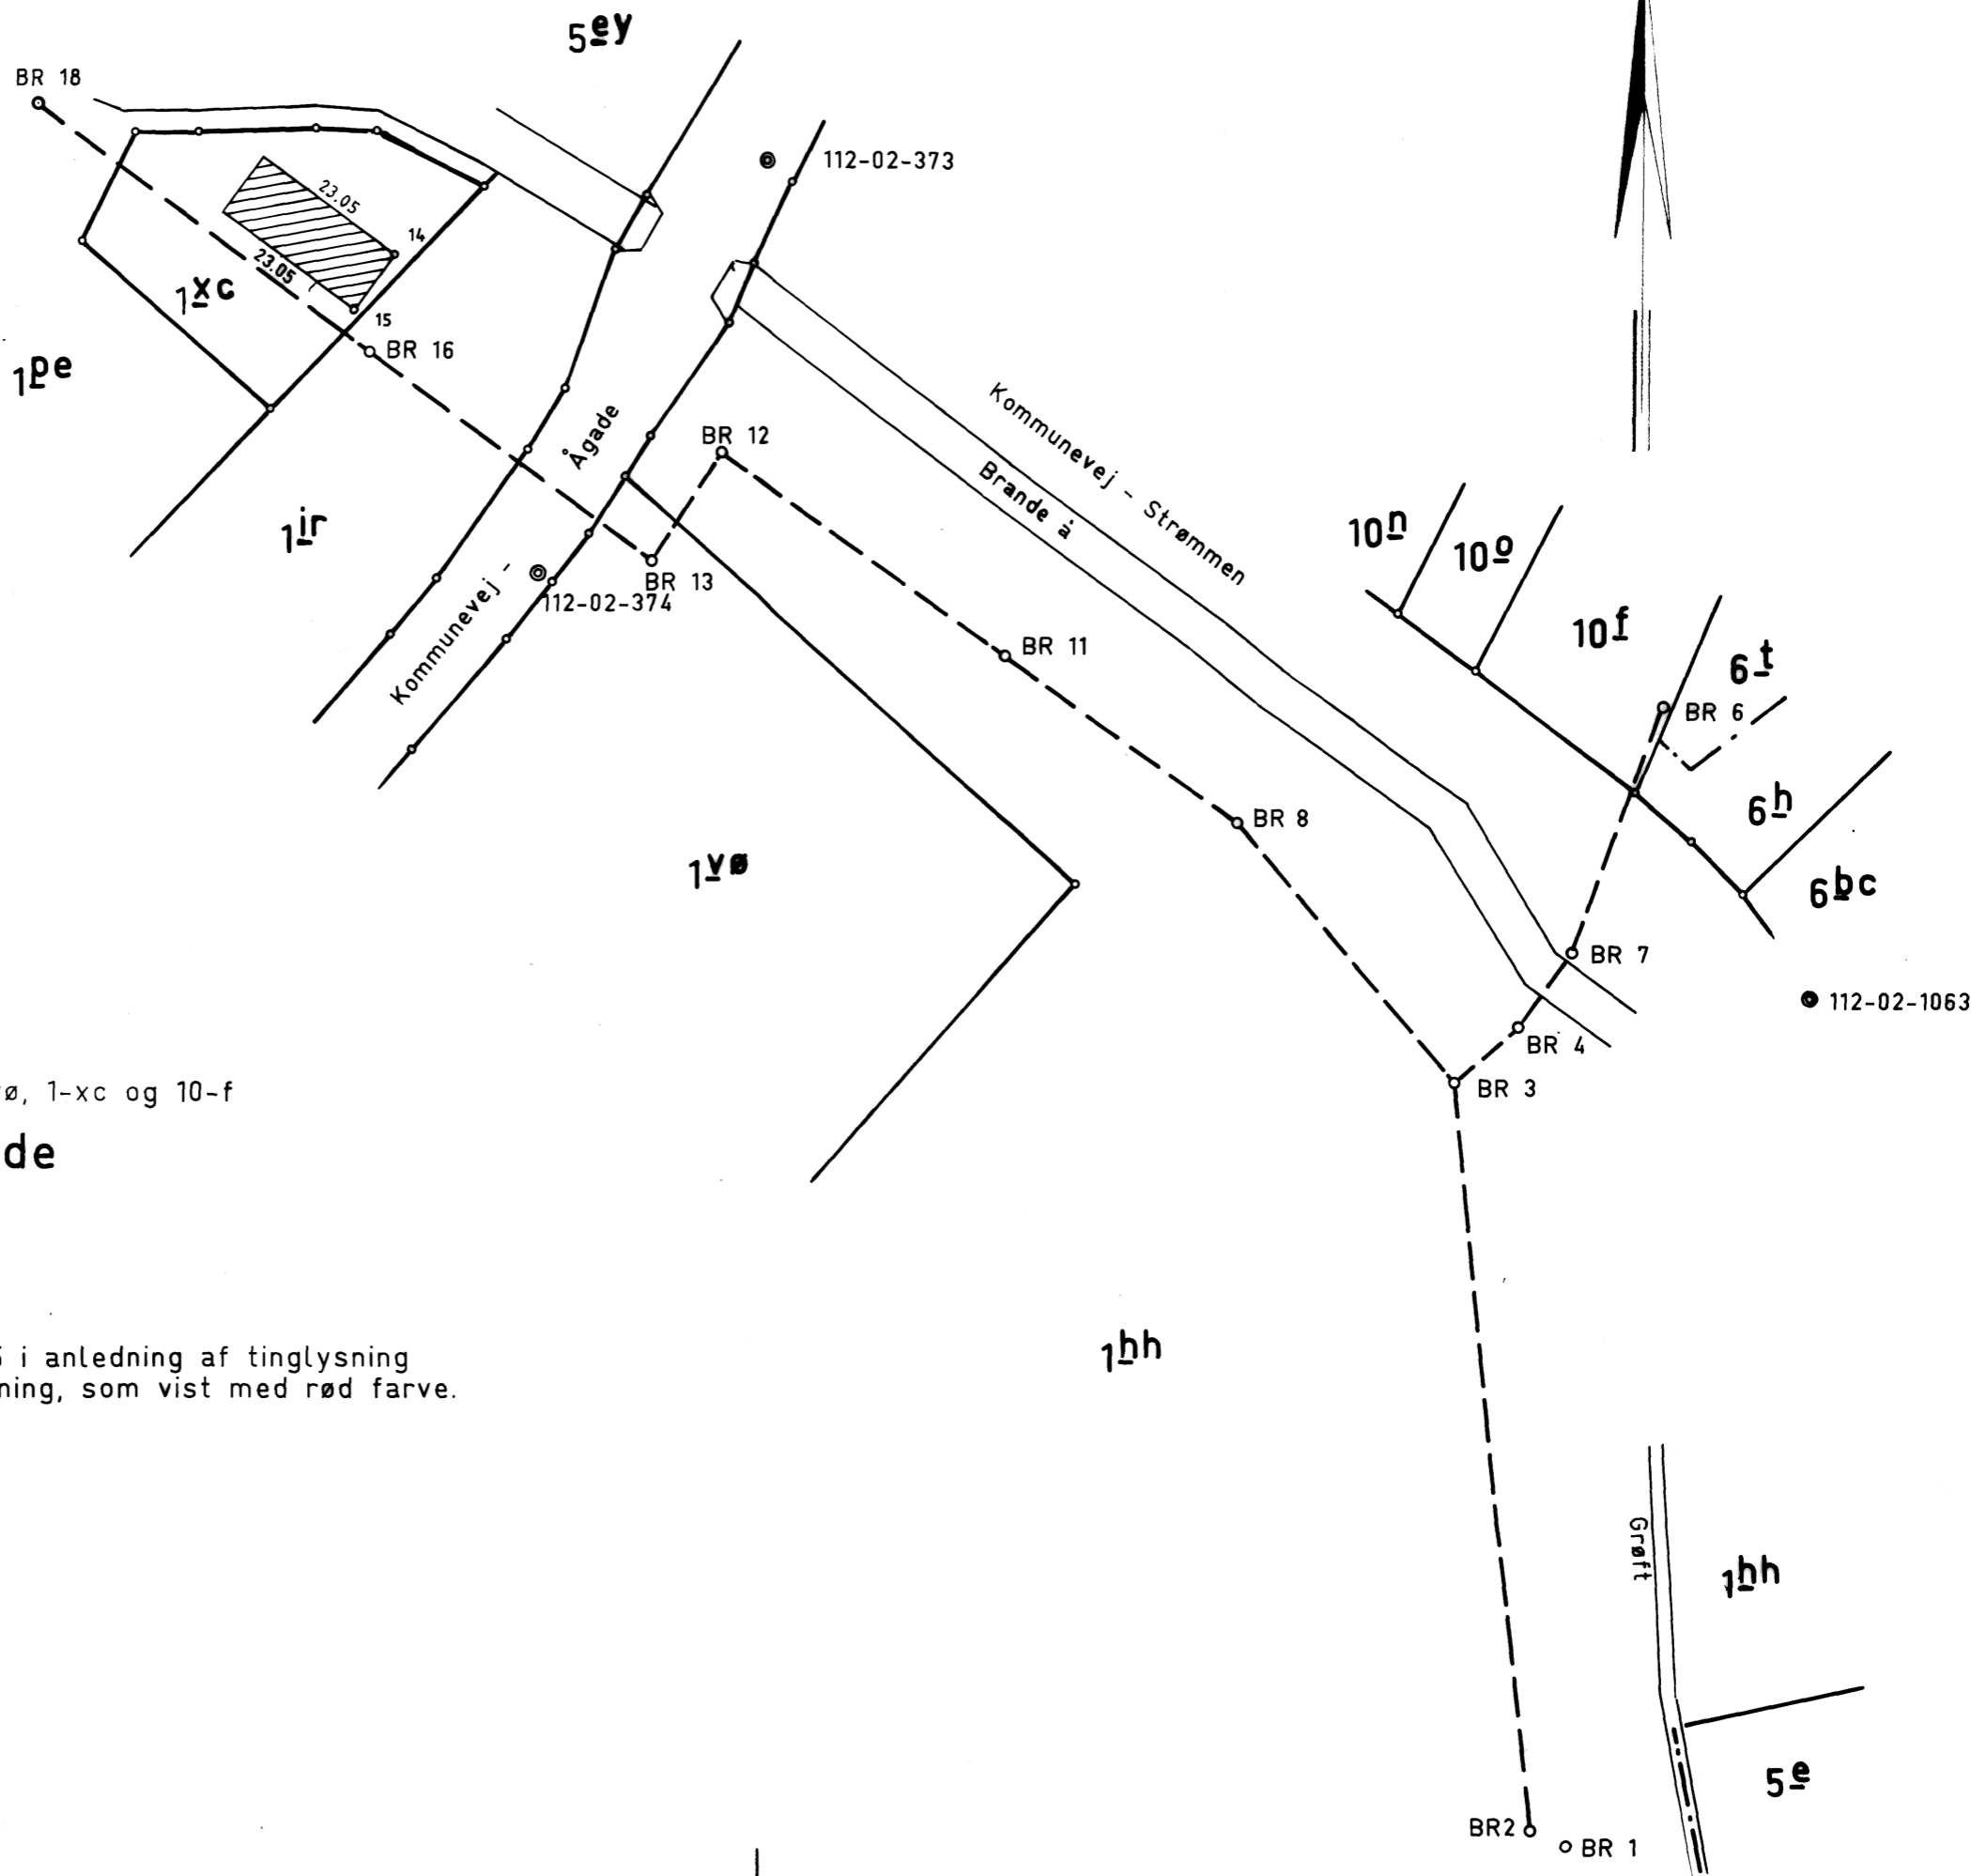 5ey
BR 18
112-02-373
23.05
14
23.05
1xc
15
BR 16
1pe
Kommunevej - Strømmen
Ågade
BR 12
Brande å
10n
1ir
10o
BR 13
112-02-374
Kommunevej -
10f
BR 11
6t
BR 6
6h
BR 8
1vø
6bc
BR 7
112-02-1063
BR 4
BR 3
ø, 1-xc og 10-f
de
1hh
i anledning af tinglysning
ning, som vist med rød farve.
Grøft
1hh
5e
BR2
BR 1